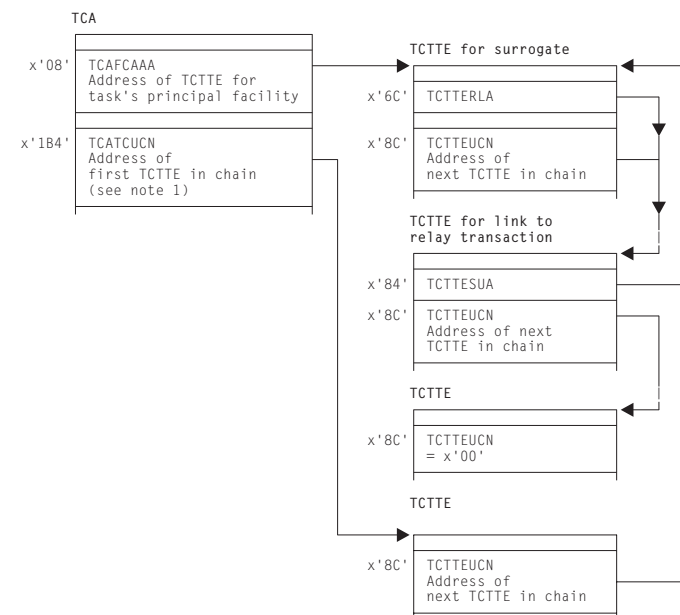 TCA
x'08' TCAFCAAA
Address of TCTTE for
task's principal facility
x'1B4' TCATCUCN
Address of
first TCTTE in chain
(see note 1)
TCTTE for surrogate
x'6C' TCTTERLA
x'8C' TCTTEUCN
Address of
next TCTTE in chain
TCTTE for link to
relay transaction
x'84' TCTTESUA
x'8C' TCTTEUCN
Address of next
TCTTE in chain
TCTTE
x'8C' TCTTEUCN
= x'00'
TCTTE
x'8C' TCTTEUCN
Address of
next TCTTE in chain